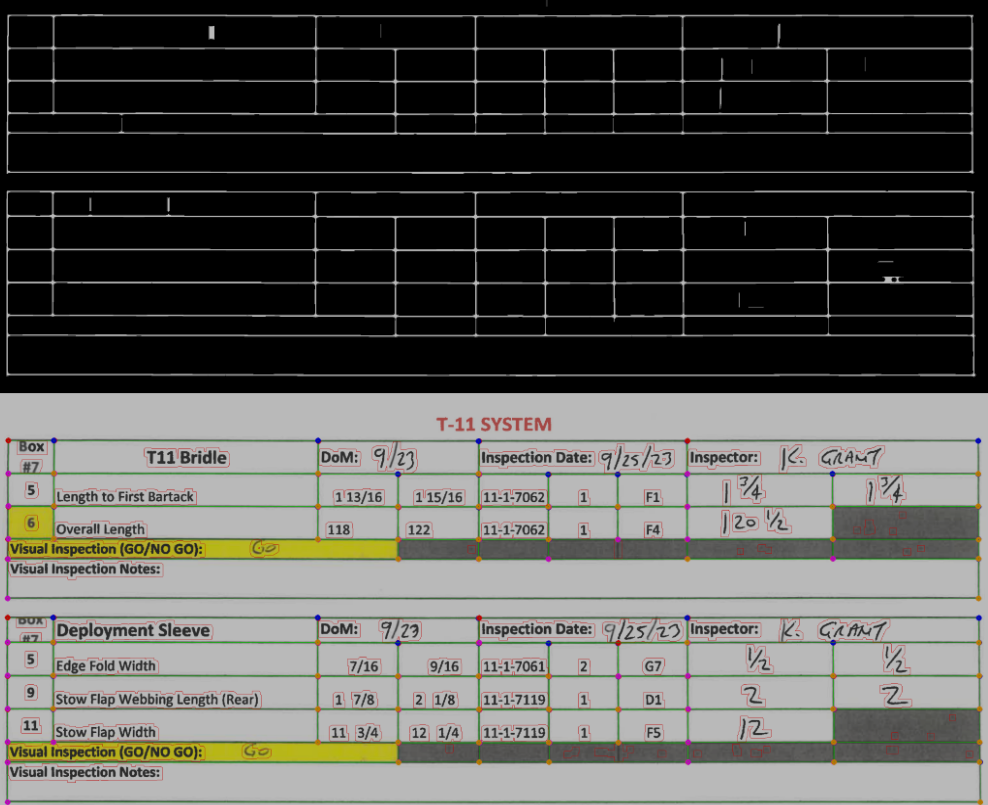 T-11 SYSTEM
Box #7 T11 Bridle DoM: 9/23 Inspection Date: 9/25/23 Inspector: K. GRANT
5 Length to First Bartack 1 13/16 1 15/16 11-1-7062 1 F1 1 3/4 1 3/4
6 Overall Length 118 122 11-1-7062 1 F4 120 1/2
Visual Inspection (GO/NO GO): Go
Visual Inspection Notes:
Box #7 Deployment Sleeve DoM: 9/23 Inspection Date: 9/25/23 Inspector: K. GRANT
5 Edge Fold Width 7/16 9/16 11-1-7061 2 G7 1/2 1/2
9 Stow Flap Webbing Length (Rear) 1 7/8 2 1/8 11-1-7119 1 D1 2 2
11 Stow Flap Width 11 3/4 12 1/4 11-1-7119 1 F5 12
Visual Inspection (GO/NO GO): Go
Visual Inspection Notes: